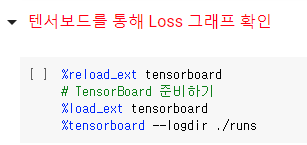 텐서보드를 통해 Loss 그래프 확인
[ ] %reload_ext tensorboard
# TensorBoard 준비하기
%load_ext tensorboard
%tensorboard --logdir ./runs